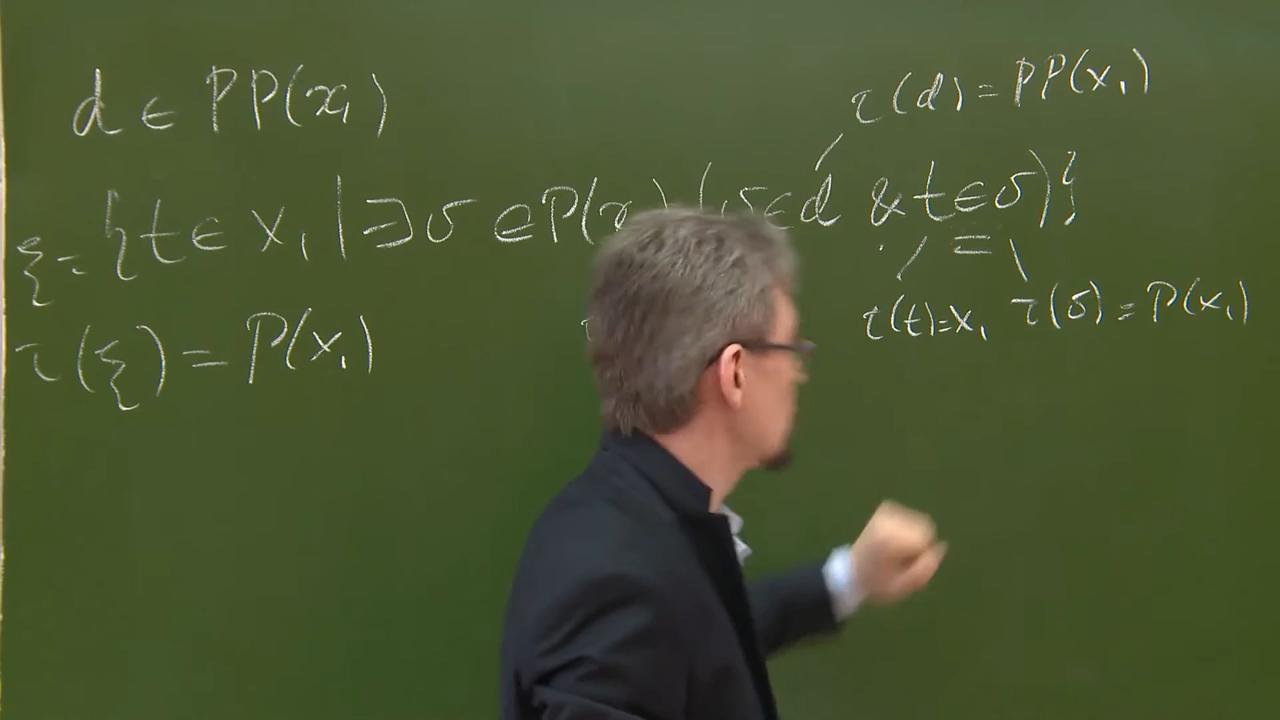 d ∈ PP(x₁)
τ(d) = PP(x₁)
ξ = {t ∈ X₁ | ∃σ ∈ P(x ) (σ ∈ d & t ∈ σ)}
=
τ(t) = X₁ τ(σ) = P(x₁)
τ(ξ) = P(x₁)